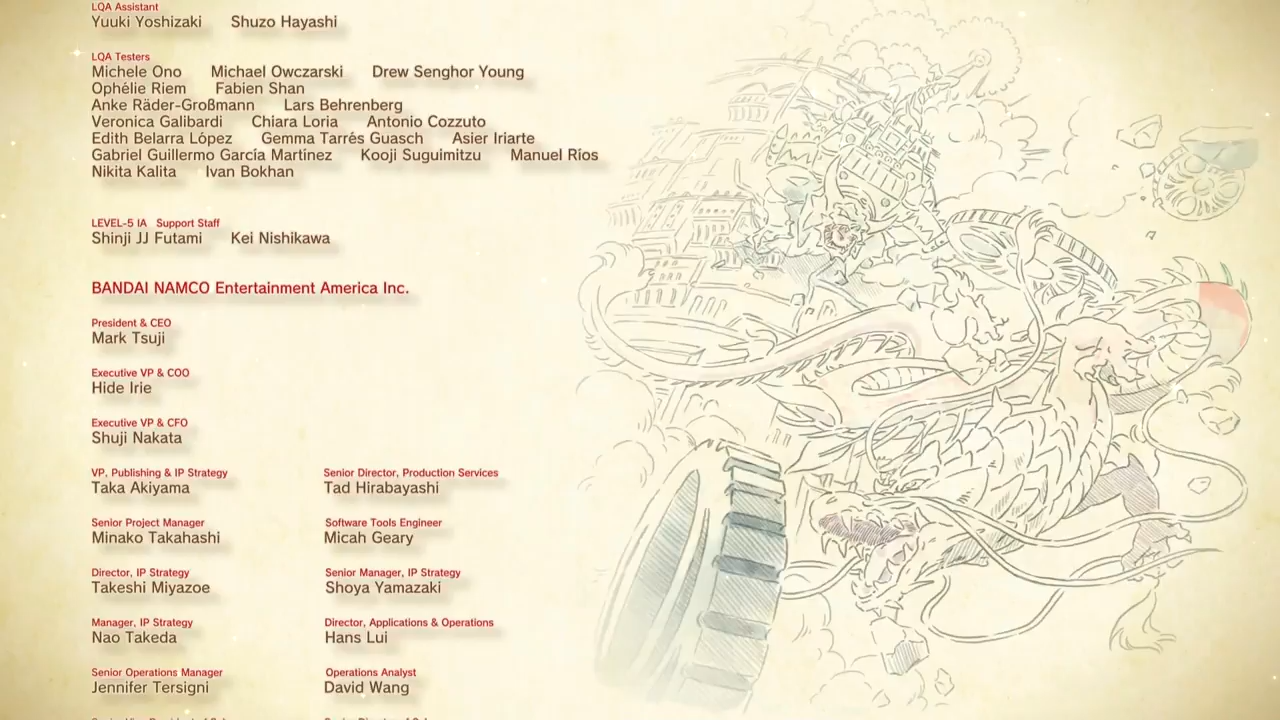 LQA Assistant
Yuuki Yoshizaki Shuzo Hayashi
LQA Testers
Michele Ono Michael Owczarski Drew Senghor Young
Ophélie Riem Fabien Shan
Anke Räder-Großmann Lars Behrenberg
Veronica Galibardi Chiara Loria Antonio Cozzuto
Edith Belarra López Gemma Tarrés Guasch Asier Iriarte
Gabriel Guillermo García Martinez Kooji Suguimitzu Manuel Ríos
Nikita Kalita Ivan Bokhan
LEVEL-5 IA Support Staff
Shinji JJ Futami Kei Nishikawa
BANDAI NAMCO Entertainment America Inc.
President & CEO
Mark Tsuji
Executive VP & COO
Hide Irie
Executive VP & CFO
Shuji Nakata
VP, Publishing & IP Strategy Senior Director, Production Services
Taka Akiyama Tad Hirabayashi
Senior Project Manager Software Tools Engineer
Minako Takahashi Micah Geary
Director, IP Strategy Senior Manager, IP Strategy
Takeshi Miyazoe Shoya Yamazaki
Manager, IP Strategy Director, Applications & Operations
Nao Takeda Hans Lui
Senior Operations Manager Operations Analyst
Jennifer Tersigni David Wang